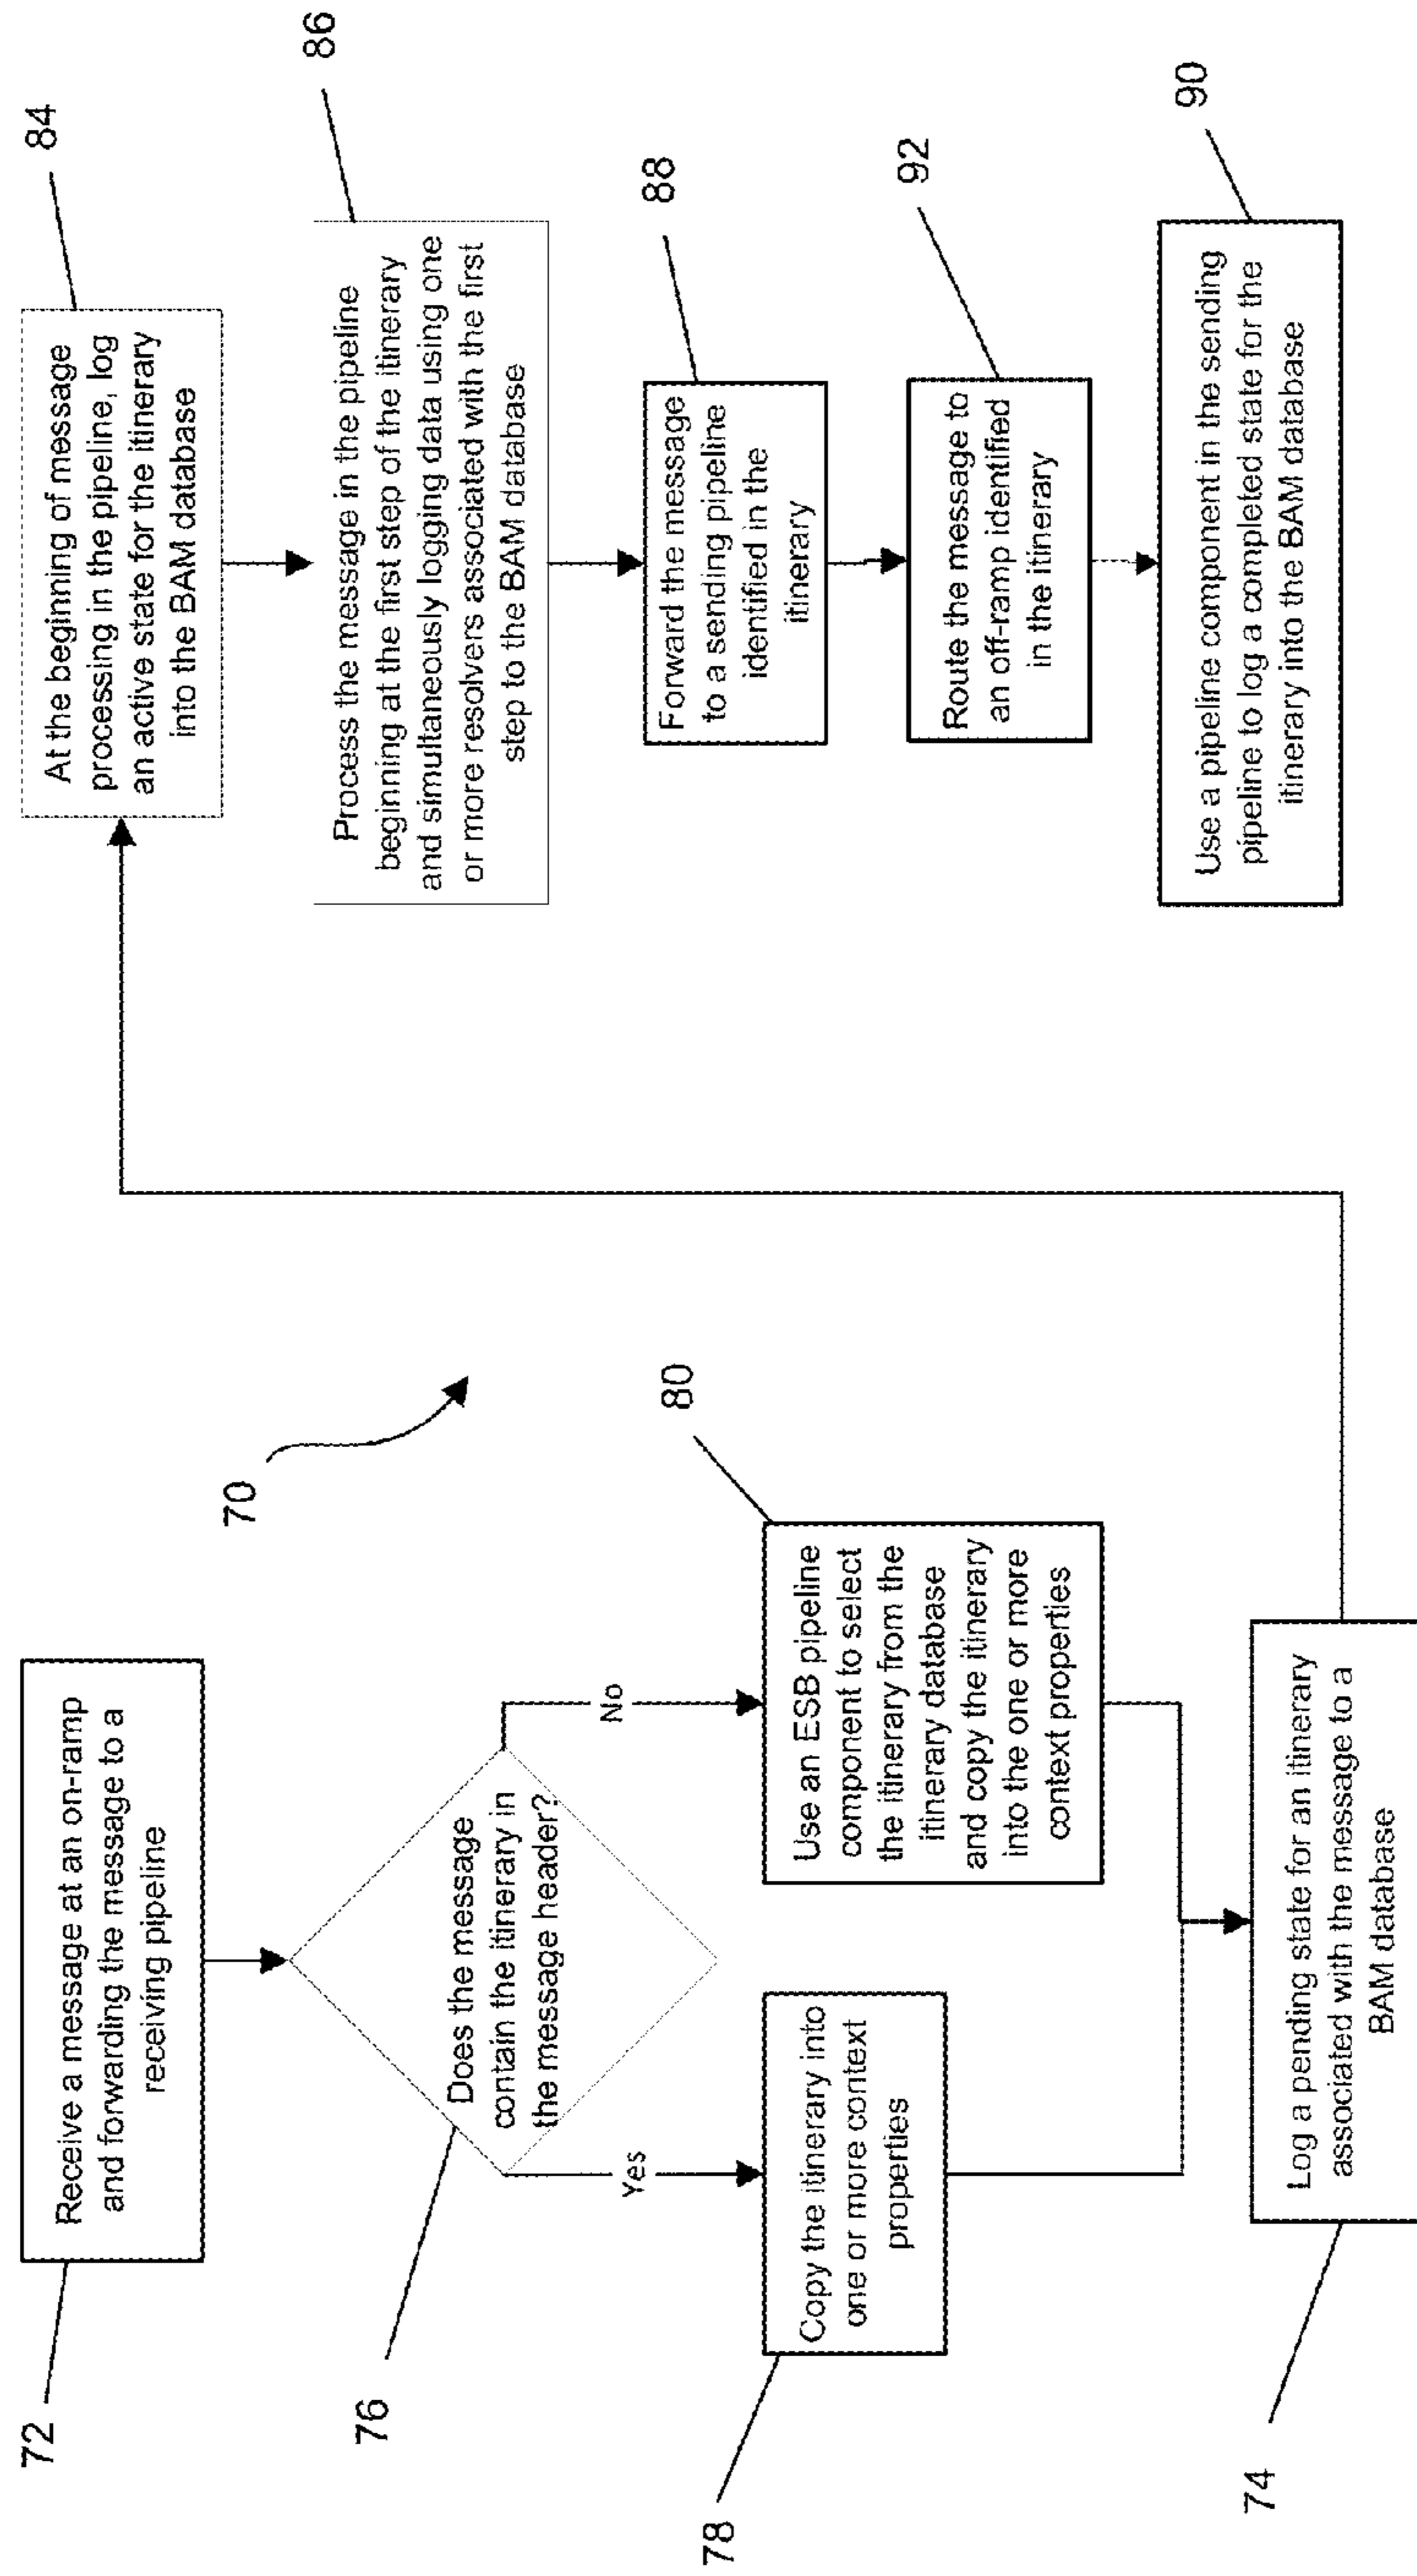 72
Receive a message at an on-ramp
and forwarding the message to a
receiving pipeline
70
76
Does the message
contain the itinerary in
the message header?
Yes
No
78
Copy the itinerary into
one or more context
properties
80
Use an ESB pipeline
component to select
the itinerary from the
itinerary database
and copy the itinerary
into the one or more
context properties
74
Log a pending state for an itinerary
associated with the message to a
BAM database
84
At the beginning of message
processing in the pipeline, log
an active state for the itinerary
into the BAM database
86
Process the message in the pipeline
beginning at the first step of the itinerary
and simultaneously logging data using one
or more resolvers associated with the first
step to the BAM database
88
Forward the message
to a sending pipeline
identified in the
itinerary
92
Route the message to
an off-ramp identified
in the itinerary
90
Use a pipeline component in the sending
pipeline to log a completed state for the
itinerary into the BAM database